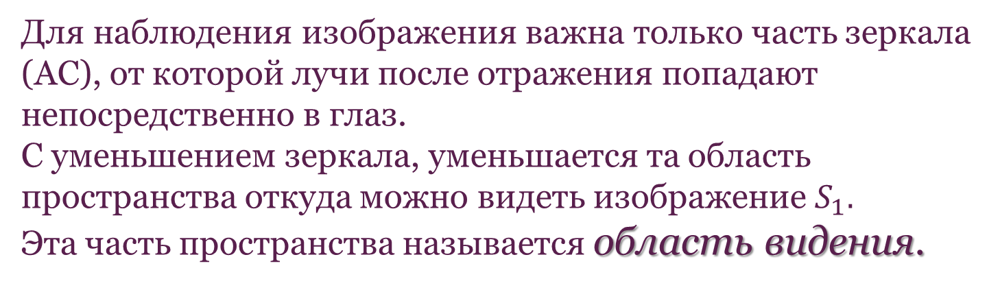 Для наблюдения изображения важна только часть зеркала
(АС), от которой лучи после отражения попадают
непосредственно в глаз.
С уменьшением зеркала, уменьшается та область
пространства откуда можно видеть изображение S₁.
Эта часть пространства называется область видения.